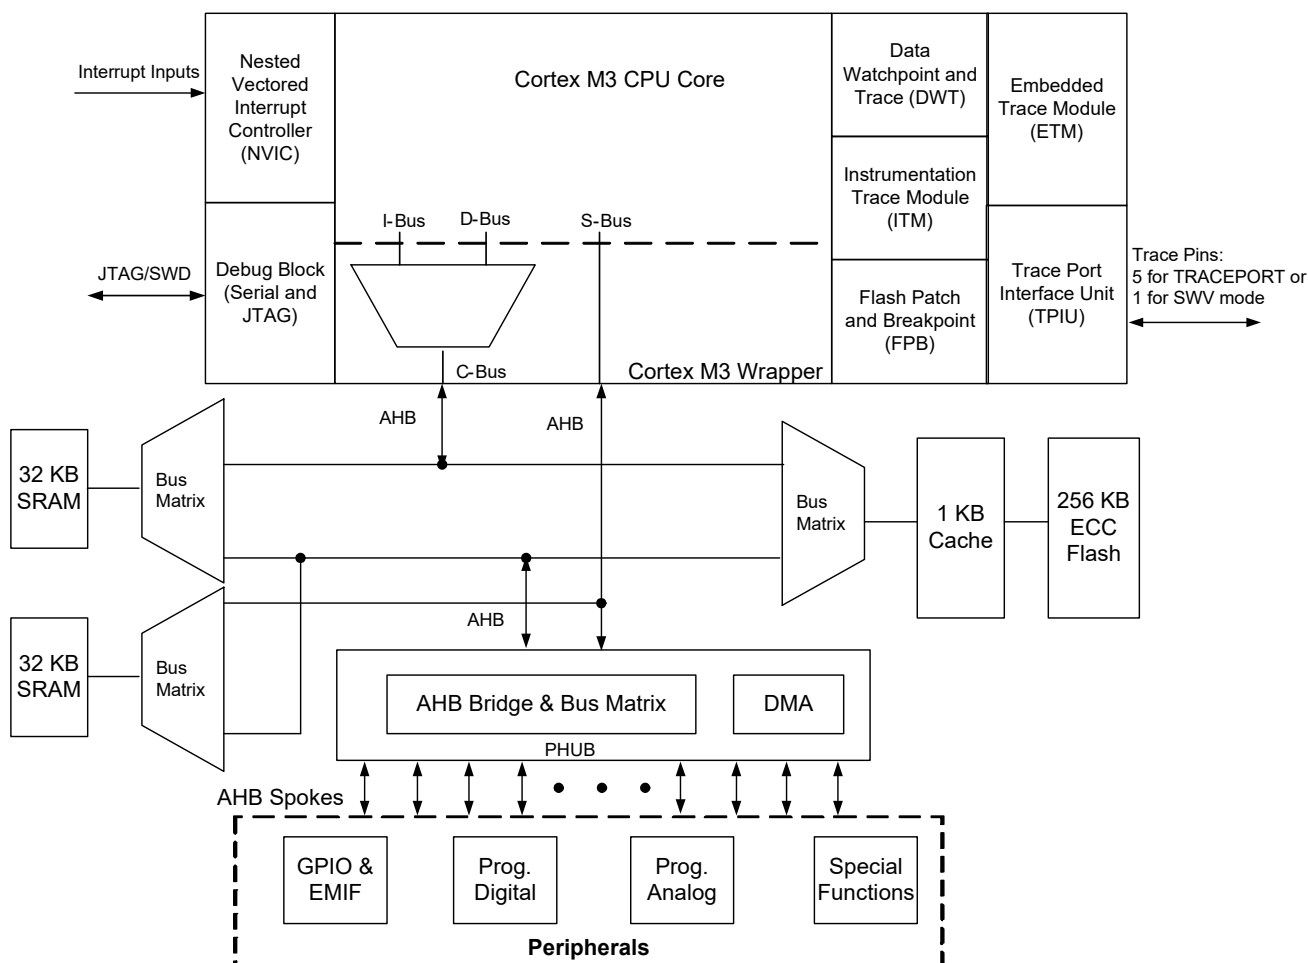 Interrupt Inputs
Nested
Vectored
Interrupt
Controller
(NVIC)
Cortex M3 CPU Core
Data
Watchpoint and
Trace (DWT)
Embedded
Trace Module
(ETM)
Instrumentation
Trace Module
(ITM)
I-Bus
D-Bus
S-Bus
JTAG/SWD
Debug Block
(Serial and
JTAG)
Flash Patch
and Breakpoint
(FPB)
Trace Port
Interface Unit
(TPIU)
Trace Pins:
5 for TRACEPORT or
1 for SWV mode
C-Bus
Cortex M3 Wrapper
AHB
AHB
32 KB
SRAM
Bus
Matrix
Bus
Matrix
1 KB
Cache
256 KB
ECC
Flash
AHB
32 KB
SRAM
Bus
Matrix
AHB Bridge & Bus Matrix
DMA
PHUB
AHB Spokes
GPIO &
EMIF
Prog.
Digital
Prog.
Analog
Special
Functions
Peripherals